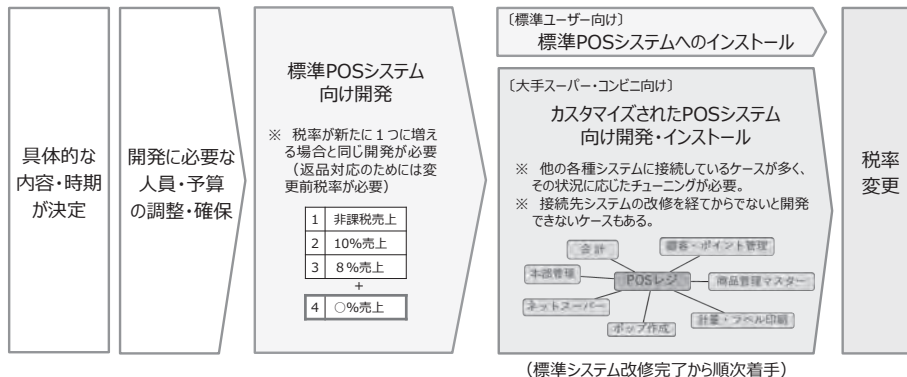 具体的な
内容・時期
が決定
開発に必要な
人員・予算
の調整・確保
標準POSシステム
向け開発
※ 税率が新たに1つに増え
る場合と同じ開発が必要
（返品対応のためには変
更前税率が必要）
1 非課税売上
2 10%売上
3 8%売上
+
4 ○%売上
〔標準ユーザー向け〕
標準POSシステムへのインストール
〔大手スーパー・コンビニ向け〕
カスタマイズされたPOSシステム
向け開発・インストール
※ 他の各種システムに接続しているケースが多く、
その状況に応じたチューニングが必要。
※ 接続先システムの改修を経てからでないと開発
できないケースもある。
会計
顧客・ポイント管理
本部管理
POSレジ
商品管理マスター
ネットスーパー
ポップ作成
計量・ラベル印刷
（標準システム改修完了から順次着手）
税率
変更